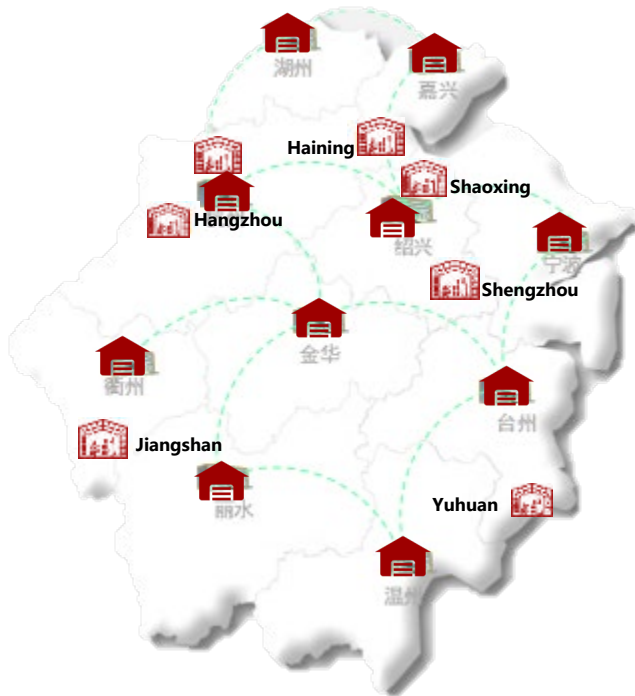 湖州
嘉兴
Haining
Shaoxing
Hangzhou
绍兴
宁波
Shengzhou
金华
衢州
台州
Jiangshan
丽水
Yuhuan
温州